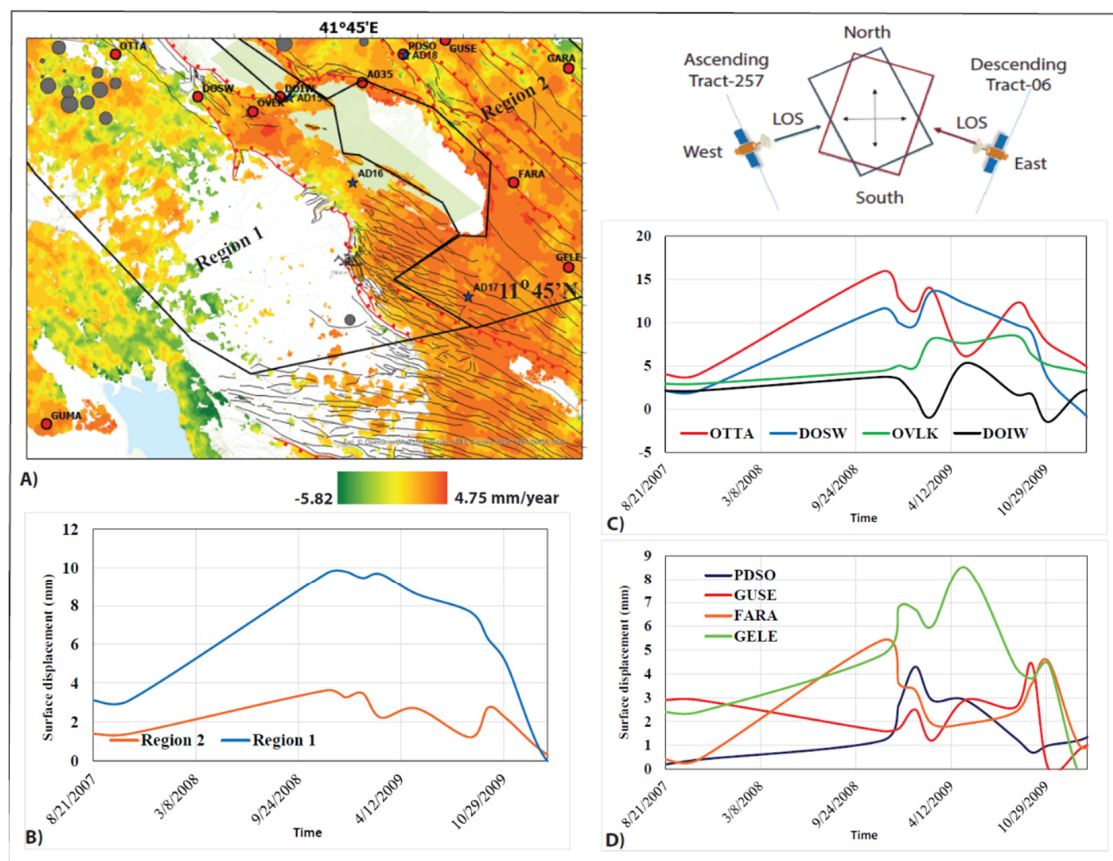 41°45'E
OTTA
PDSO
GUSE
AD18
GARA
A035
DOSW
DOIW
AD15
OVLK
Region 2
AD16
FARA
Region 1
GELE
AD17
11° 45'N
GUMA
A)
-5.82
4.75 mm/year
North
Ascending
Tract-257
Descending
Tract-06
LOS
LOS
West
East
South
12
10
8
6
4
2
0
Surface displacement (mm)
Region 2
Region 1
8/21/2007
3/8/2008
9/24/2008
4/12/2009
10/29/2009
Time
B)
20
15
10
5
0
-5
OTTA
DOSW
OVLK
DOIW
8/21/2007
3/8/2008
9/24/2008
4/12/2009
10/29/2009
Time
C)
9
8
7
6
5
4
3
2
1
0
Surface displacement (mm)
PDSO
GUSE
FARA
GELE
8/21/2007
3/8/2008
9/24/2008
4/12/2009
10/29/2009
Time
D)